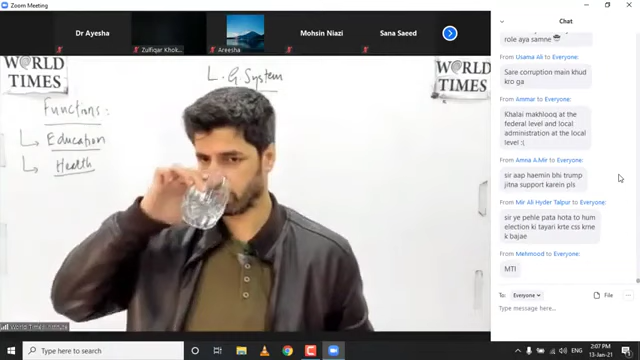 Zoom Meeting
Dr Ayesha
Zulfiqar Khok...
Areesha
Mohsin Niazi
Sana Saeed
WORLD
TIMES
L.G. System
WORLD
TIMES
Functions:
Education
Health
World Times Institute
Chat
role aya samne
From Usama Ali to Everyone:
Sare corruption main khud
kro ga
From Ammar to Everyone:
Khalai makhlooq at the
federal level and local
administration at the local
level :(
From Amna A.Mir to Everyone:
sir aap haemin bhi trump
jitna support karein pls
From Mir Ali Hyder Talpur to Everyone:
sir ye pehle pata hota to hum
election ki tayari krte css krne
k bajae
From Mehmood to Everyone:
MTI
To: Everyone
File
Type message here...
Type here to search
ENG
2:07 PM
13-Jan-21